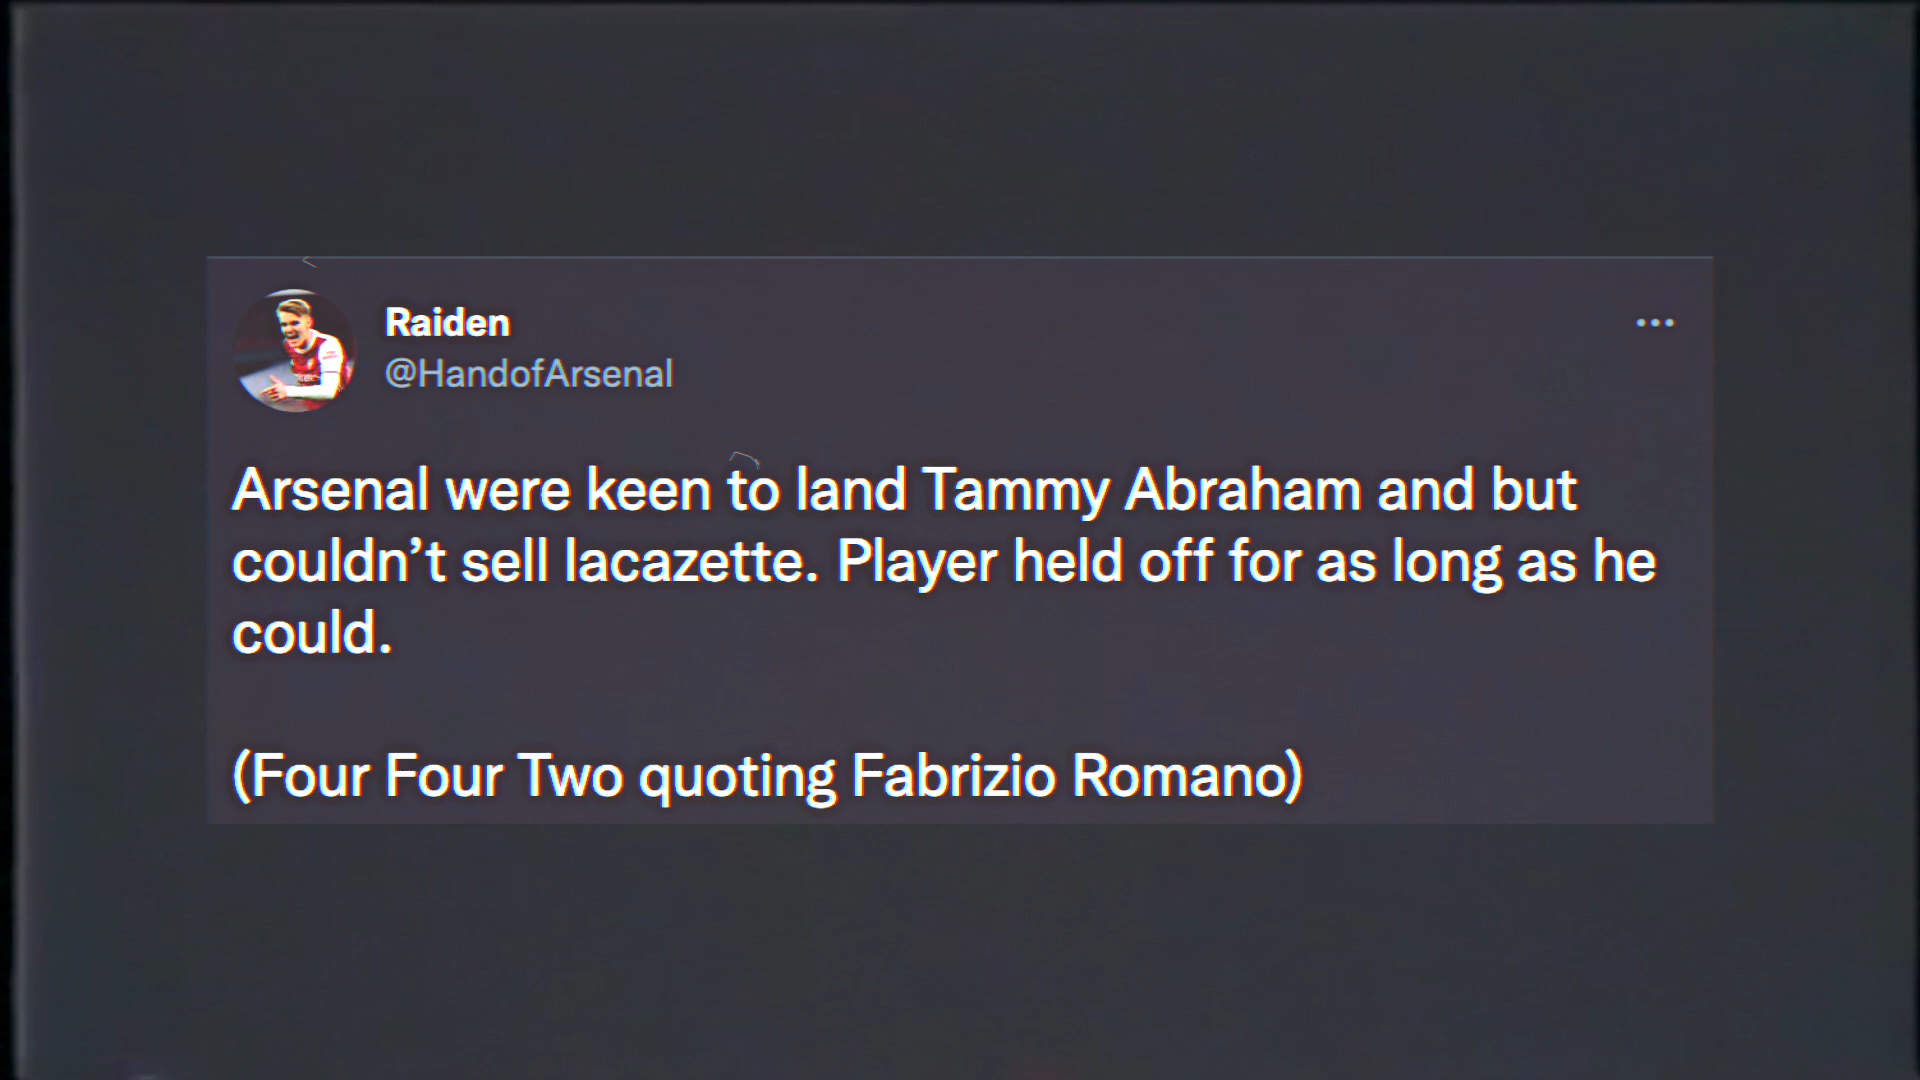 Raiden
@HandofArsenal
Arsenal were keen to land Tammy Abraham and but
couldn’t sell lacazette. Player held off for as long as he
could.
(Four Four Two quoting Fabrizio Romano)